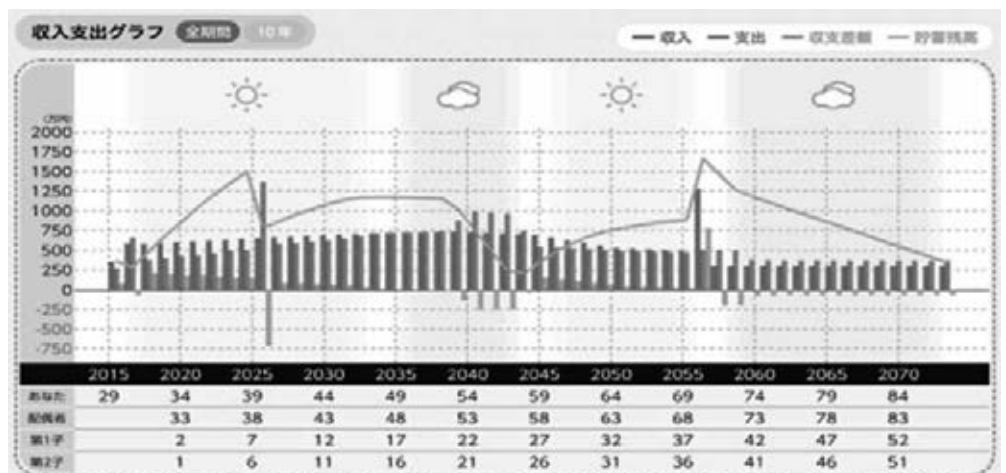 収入支出グラフ 全期間 10年
収入 支出 収支差額 貯蓄残高
(万円)
2000
1750
1500
1250
1000
750
500
250
0
-250
-500
-750
2015 2020 2025 2030 2035 2040 2045 2050 2055 2060 2065 2070
あなた 29 34 39 44 49 54 59 64 69 74 79 84
配偶者 33 38 43 48 53 58 63 68 73 78 83
第1子 2 7 12 17 22 27 32 37 42 47 52
第2子 1 6 11 16 21 26 31 36 41 46 51